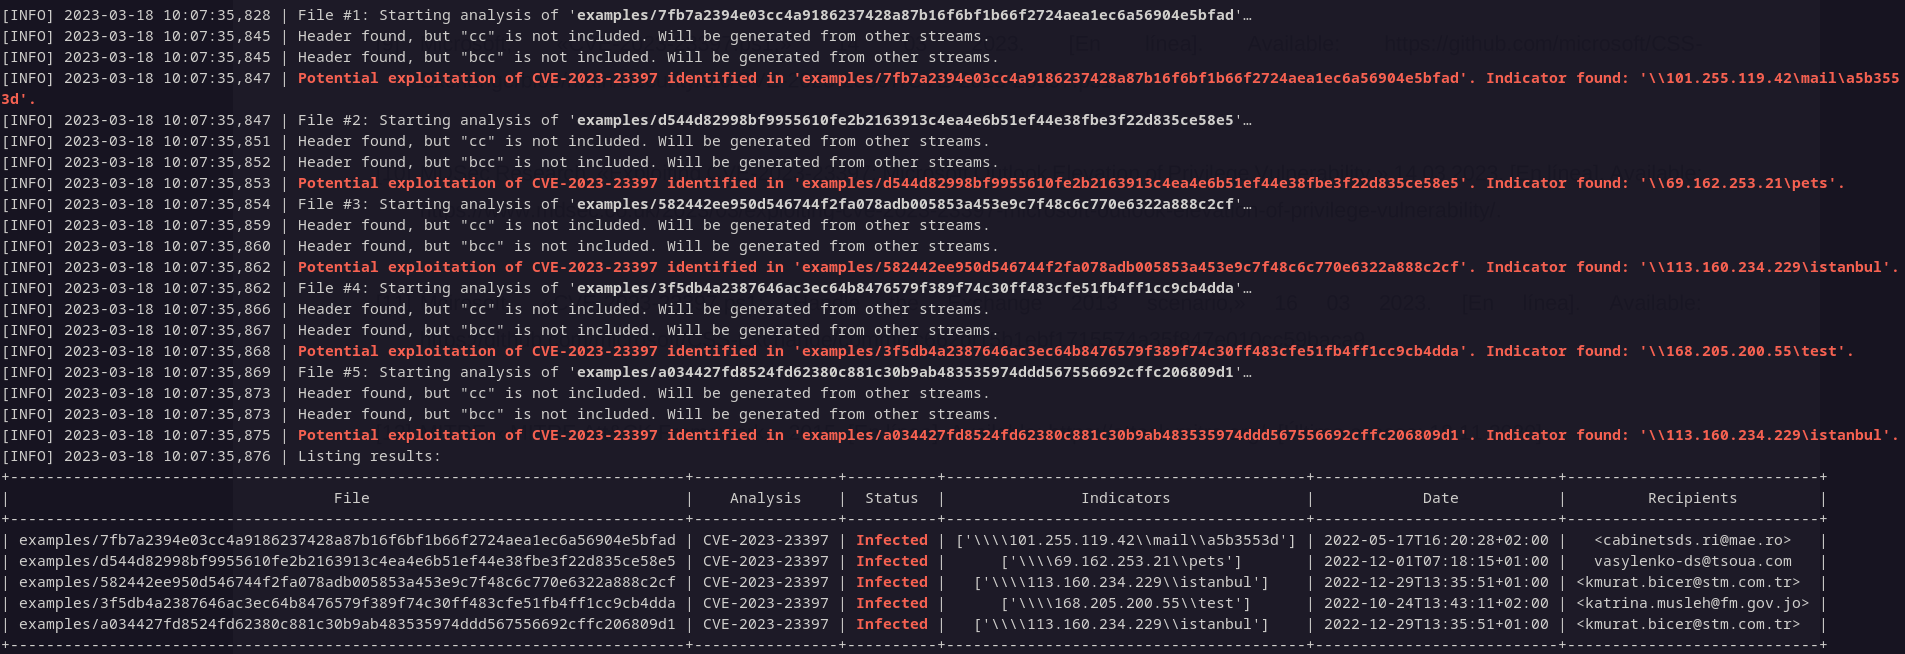 [INFO] 2023-03-18 10:07:35,828 | File #1: Starting analysis of 'examples/7fb7a2394e03cc4a9186237428a87b16f6bf1b66f2724aea1ec6a56904e5bfad'…
[INFO] 2023-03-18 10:07:35,845 | Header found, but "cc" is not included. Will be generated from other streams.
[INFO] 2023-03-18 10:07:35,845 | Header found, but "bcc" is not included. Will be generated from other streams.
[INFO] 2023-03-18 10:07:35,847 | Potential exploitation of CVE-2023-23397 identified in 'examples/7fb7a2394e03cc4a9186237428a87b16f6bf1b66f2724aea1ec6a56904e5bfad'. Indicator found: '\\101.255.119.42\mail\a5b355
3d'.
[INFO] 2023-03-18 10:07:35,847 | File #2: Starting analysis of 'examples/d544d82998bf9955610fe2b2163913c4ea4e6b51ef44e38fbe3f22d835ce58e5'…
[INFO] 2023-03-18 10:07:35,851 | Header found, but "cc" is not included. Will be generated from other streams.
[INFO] 2023-03-18 10:07:35,852 | Header found, but "bcc" is not included. Will be generated from other streams.
[INFO] 2023-03-18 10:07:35,853 | Potential exploitation of CVE-2023-23397 identified in 'examples/d544d82998bf9955610fe2b2163913c4ea4e6b51ef44e38fbe3f22d835ce58e5'. Indicator found: '\\69.162.253.21\pets'.
[INFO] 2023-03-18 10:07:35,854 | File #3: Starting analysis of 'examples/582442ee950d546744f2fa078adb005853a453e9c7f48c6c770e6322a888c2cf'…
[INFO] 2023-03-18 10:07:35,859 | Header found, but "cc" is not included. Will be generated from other streams.
[INFO] 2023-03-18 10:07:35,860 | Header found, but "bcc" is not included. Will be generated from other streams.
[INFO] 2023-03-18 10:07:35,862 | Potential exploitation of CVE-2023-23397 identified in 'examples/582442ee950d546744f2fa078adb005853a453e9c7f48c6c770e6322a888c2cf'. Indicator found: '\\113.160.234.229\istanbul'.
[INFO] 2023-03-18 10:07:35,862 | File #4: Starting analysis of 'examples/3f5db4a2387646ac3ec64b8476579f389f74c30ff483cfe51fb4ff1cc9cb4dda'…
[INFO] 2023-03-18 10:07:35,866 | Header found, but "cc" is not included. Will be generated from other streams.
[INFO] 2023-03-18 10:07:35,867 | Header found, but "bcc" is not included. Will be generated from other streams.
[INFO] 2023-03-18 10:07:35,868 | Potential exploitation of CVE-2023-23397 identified in 'examples/3f5db4a2387646ac3ec64b8476579f389f74c30ff483cfe51fb4ff1cc9cb4dda'. Indicator found: '\\168.205.200.55\test'.
[INFO] 2023-03-18 10:07:35,869 | File #5: Starting analysis of 'examples/a034427fd8524fd62380c881c30b9ab483535974ddd567556692cffc206809d1'…
[INFO] 2023-03-18 10:07:35,873 | Header found, but "cc" is not included. Will be generated from other streams.
[INFO] 2023-03-18 10:07:35,873 | Header found, but "bcc" is not included. Will be generated from other streams.
[INFO] 2023-03-18 10:07:35,875 | Potential exploitation of CVE-2023-23397 identified in 'examples/a034427fd8524fd62380c881c30b9ab483535974ddd567556692cffc206809d1'. Indicator found: '\\113.160.234.229\istanbul'.
[INFO] 2023-03-18 10:07:35,876 | Listing results:
| File | Analysis | Status | Indicators | Date | Recipients |
| examples/7fb7a2394e03cc4a9186237428a87b16f6bf1b66f2724aea1ec6a56904e5bfad | CVE-2023-23397 | Infected | ['\\\\101.255.119.42\\mail\\a5b3553d'] | 2022-05-17T16:20:28+02:00 | <cabinetsds.ri@mae.ro> |
| examples/d544d82998bf9955610fe2b2163913c4ea4e6b51ef44e38fbe3f22d835ce58e5 | CVE-2023-23397 | Infected | ['\\\\69.162.253.21\\pets'] | 2022-12-01T07:18:15+01:00 | vasylenko-ds@tsoua.com |
| examples/582442ee950d546744f2fa078adb005853a453e9c7f48c6c770e6322a888c2cf | CVE-2023-23397 | Infected | ['\\\\113.160.234.229\\istanbul'] | 2022-12-29T13:35:51+01:00 | <kmurat.bicer@stm.com.tr> |
| examples/3f5db4a2387646ac3ec64b8476579f389f74c30ff483cfe51fb4ff1cc9cb4dda | CVE-2023-23397 | Infected | ['\\\\168.205.200.55\\test'] | 2022-10-24T13:43:11+02:00 | <katrina.musleh@fm.gov.jo> |
| examples/a034427fd8524fd62380c881c30b9ab483535974ddd567556692cffc206809d1 | CVE-2023-23397 | Infected | ['\\\\113.160.234.229\\istanbul'] | 2022-12-29T13:35:51+01:00 | <kmurat.bicer@stm.com.tr> |